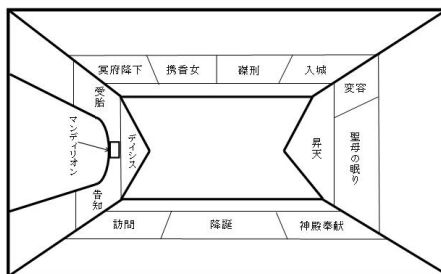 冥府降下
携香女
磔刑
入城
変容
受胎
マンディリオン
デイシス
昇天
聖母の眠り
告知
訪問
降誕
神殿奉献